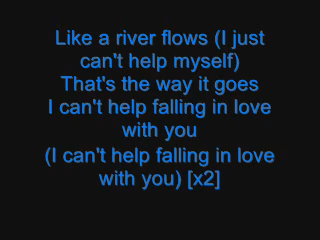 Like a river flows (I just
can't help myself)
That's the way it goes
I can't help falling in love
with you
(I can't help falling in love
with you) [x2]